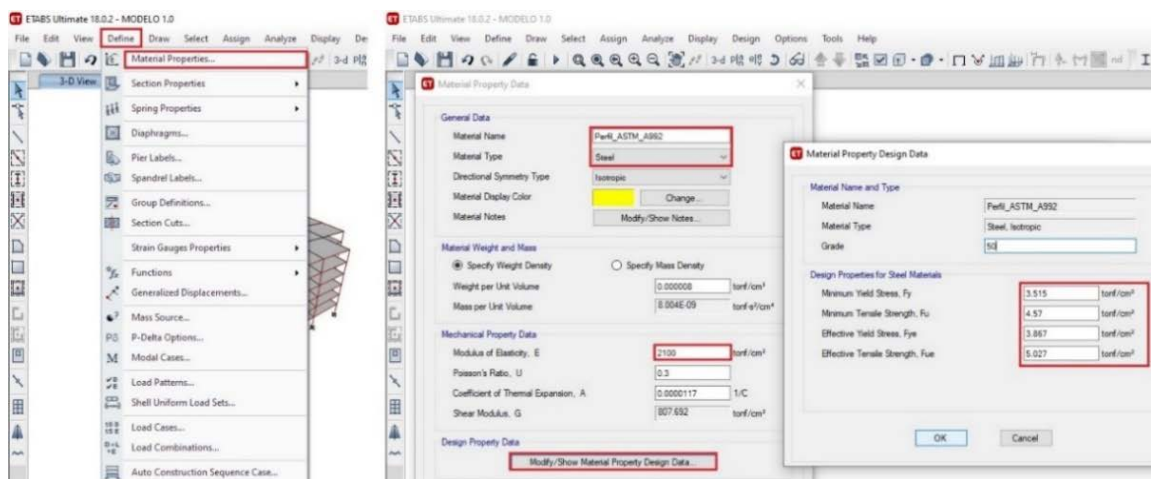 ETABS Ultimate 18.0.2 - MODELO 1.0
File Edit View Define Draw Select Assign Analyze Display De
3-d
3-D View
Material Properties...
Section Properties
Spring Properties
Diaphragms...
Pier Labels...
Spandrel Labels...
Group Definitions...
Section Cuts...
Strain Gauges Properties
Functions
Generalized Displacements...
Mass Source...
P-Delta Options...
Modal Cases...
Load Patterns...
Shell Uniform Load Sets...
Load Cases...
Load Combinations...
Auto Construction Sequence Case...
ETABS Ultimate 18.0.2 - MODELO 1.0
File Edit View Define Draw Select Assign Analyze Display Design Options Tools Help
3-d nd
Material Property Data
General Data
Material Name Perfil_ASTM_A992
Material Type Steel
Directional Symmetry Type Isotropic
Material Display Color Change...
Material Notes Modify/Show Notes...
Material Weight and Mass
Specify Weight Density Specify Mass Density
Weight per Unit Volume 0.000008 tonf/cm³
Mass per Unit Volume 8.004E-09 tonf-s²/cm⁴
Mechanical Property Data
Modulus of Elasticity, E 2100 tonf/cm²
Poisson's Ratio, U 0.3
Coefficient of Thermal Expansion, A 0.0000117 1/C
Shear Modulus, G 807.692 tonf/cm²
Design Property Data
Modify/Show Material Property Design Data...
Material Property Design Data
Material Name and Type
Material Name Perfil_ASTM_A992
Material Type Steel, Isotropic
Grade 50
Design Properties for Steel Materials
Minimum Yield Stress, Fy 3.515 tonf/cm²
Minimum Tensile Strength, Fu 4.57 tonf/cm²
Effective Yield Stress, Fye 3.867 tonf/cm²
Effective Tensile Strength, Fue 5.027 tonf/cm²
OK Cancel